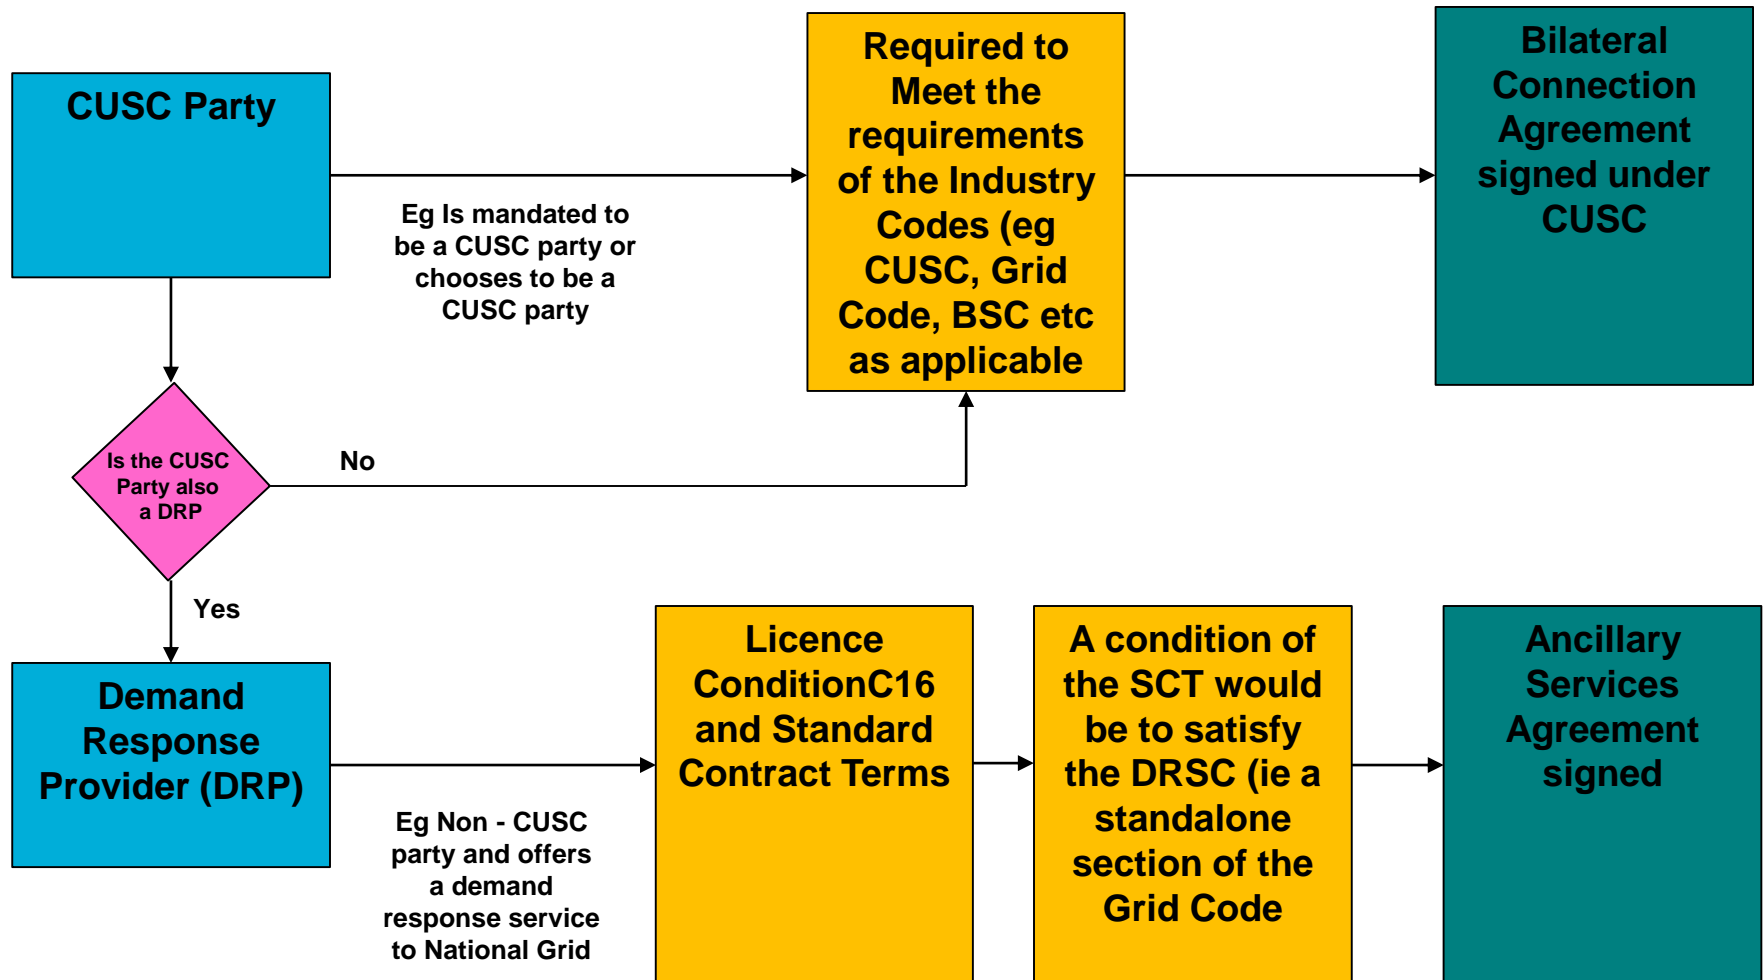 CUSC Party
Eg Is mandated to
be a CUSC party or
chooses to be a
CUSC party
Required to
Meet the
requirements
of the Industry
Codes (eg
CUSC, Grid
Code, BSC etc
as applicable
Bilateral
Connection
Agreement
signed under
CUSC
Is the CUSC
Party also
a DRP
No
Yes
Demand
Response
Provider (DRP)
Eg Non - CUSC
party and offers
a demand
response service
to National Grid
Licence
ConditionC16
and Standard
Contract Terms
A condition of
the SCT would
be to satisfy
the DRSC (ie a
standalone
section of the
Grid Code
Ancillary
Services
Agreement
signed